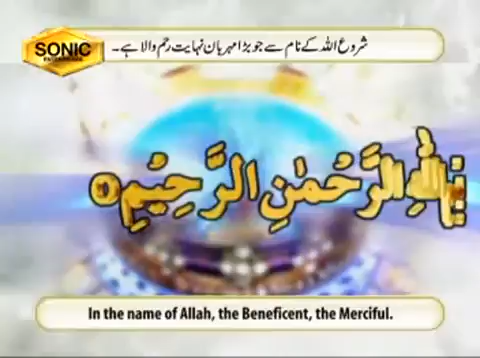 SONIC
شروع اللہ کے نام سے جو بڑا مہربان نہایت رحم والا ہے۔
اللهِ الرَّحْمٰنِ الرَّحِيْمِ
In the name of Allah, the Beneficent, the Merciful.